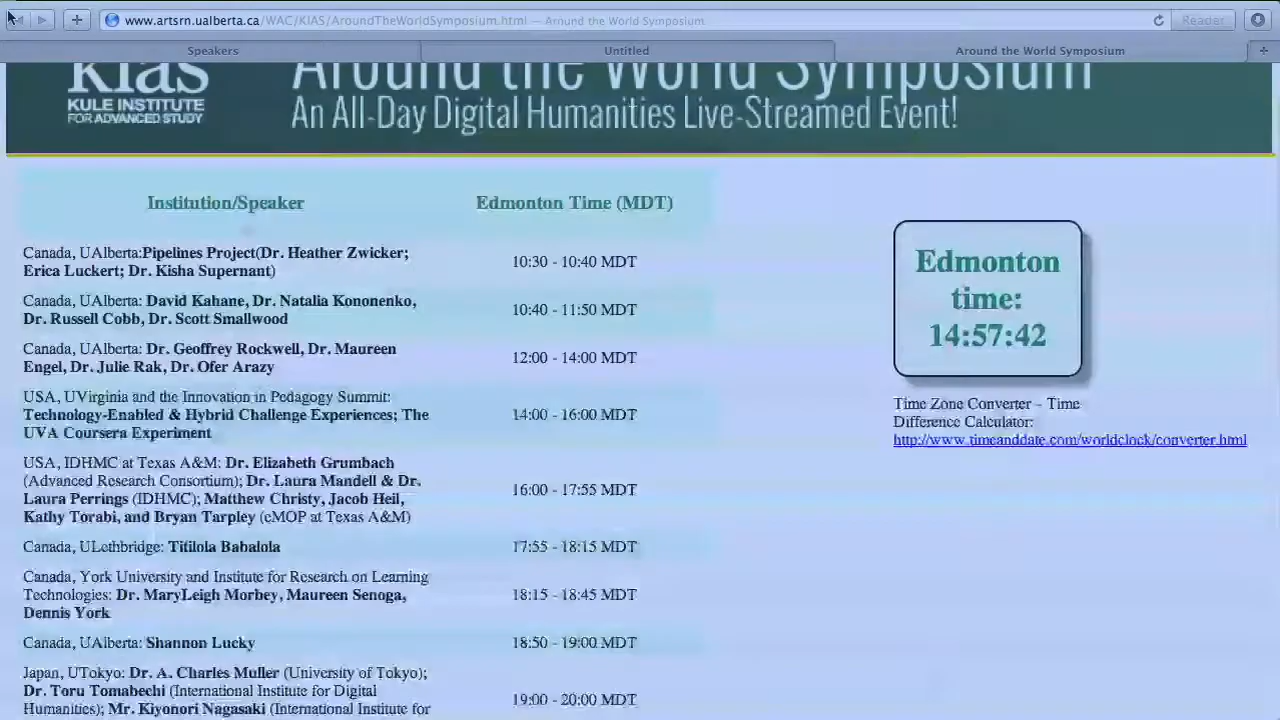 www.artsrn.ualberta.ca/WAC/KIAS/AroundTheWorldSymposium.html — Around the World Symposium
Reader
Speakers
Untitled
Around the World Symposium
kias
KULE INSTITUTE
FOR ADVANCED STUDY
Around the World Symposium
An All-Day Digital Humanities Live-Streamed Event!
Institution/Speaker
Edmonton Time (MDT)
Canada, UAlberta:Pipelines Project(Dr. Heather Zwicker;
Erica Luckert; Dr. Kisha Supernant)
10:30 - 10:40 MDT
Canada, UAlberta: David Kahane, Dr. Natalia Kononenko,
Dr. Russell Cobb, Dr. Scott Smallwood
10:40 - 11:50 MDT
Canada, UAlberta: Dr. Geoffrey Rockwell, Dr. Maureen
Engel, Dr. Julie Rak, Dr. Ofer Arazy
12:00 - 14:00 MDT
USA, UVirginia and the Innovation in Pedagogy Summit:
Technology-Enabled & Hybrid Challenge Experiences; The
UVA Coursera Experiment
14:00 - 16:00 MDT
USA, IDHMC at Texas A&M: Dr. Elizabeth Grumbach
(Advanced Research Consortium); Dr. Laura Mandell & Dr.
Laura Perrings (IDHMC); Matthew Christy, Jacob Heil,
Kathy Torabi, and Bryan Tarpley (eMOP at Texas A&M)
16:00 - 17:55 MDT
Canada, ULethbridge: Titilola Babalola
17:55 - 18:15 MDT
Canada, York University and Institute for Research on Learning
Technologies: Dr. MaryLeigh Morbey, Maureen Senoga,
Dennis York
18:15 - 18:45 MDT
Canada, UAlberta: Shannon Lucky
18:50 - 19:00 MDT
Japan, UTokyo: Dr. A. Charles Muller (University of Tokyo);
Dr. Toru Tomabechi (International Institute for Digital
Humanities); Mr. Kiyonori Nagasaki (International Institute for
19:00 - 20:00 MDT
Edmonton
time:
14:57:42
Time Zone Converter – Time
Difference Calculator:
http://www.timeanddate.com/worldclock/converter.html